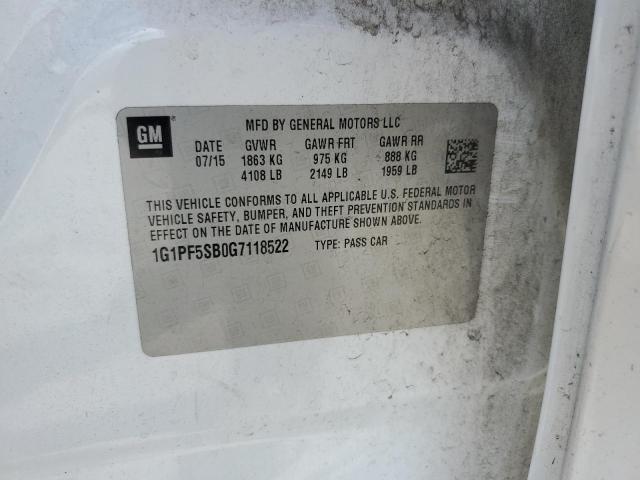 GM
MFD BY GENERAL MOTORS LLC
DATE GVWR GAWR FRT GAWR RR
07/15 1863 KG 975 KG 888 KG
4108 LB 2149 LB 1959 LB
THIS VEHICLE CONFORMS TO ALL APPLICABLE U.S. FEDERAL MOTOR
VEHICLE SAFETY, BUMPER, AND THEFT PREVENTION STANDARDS IN
EFFECT ON THE DATE OF MANUFACTURE SHOWN ABOVE.
1G1PF5SB0G7118522 TYPE: PASS CAR